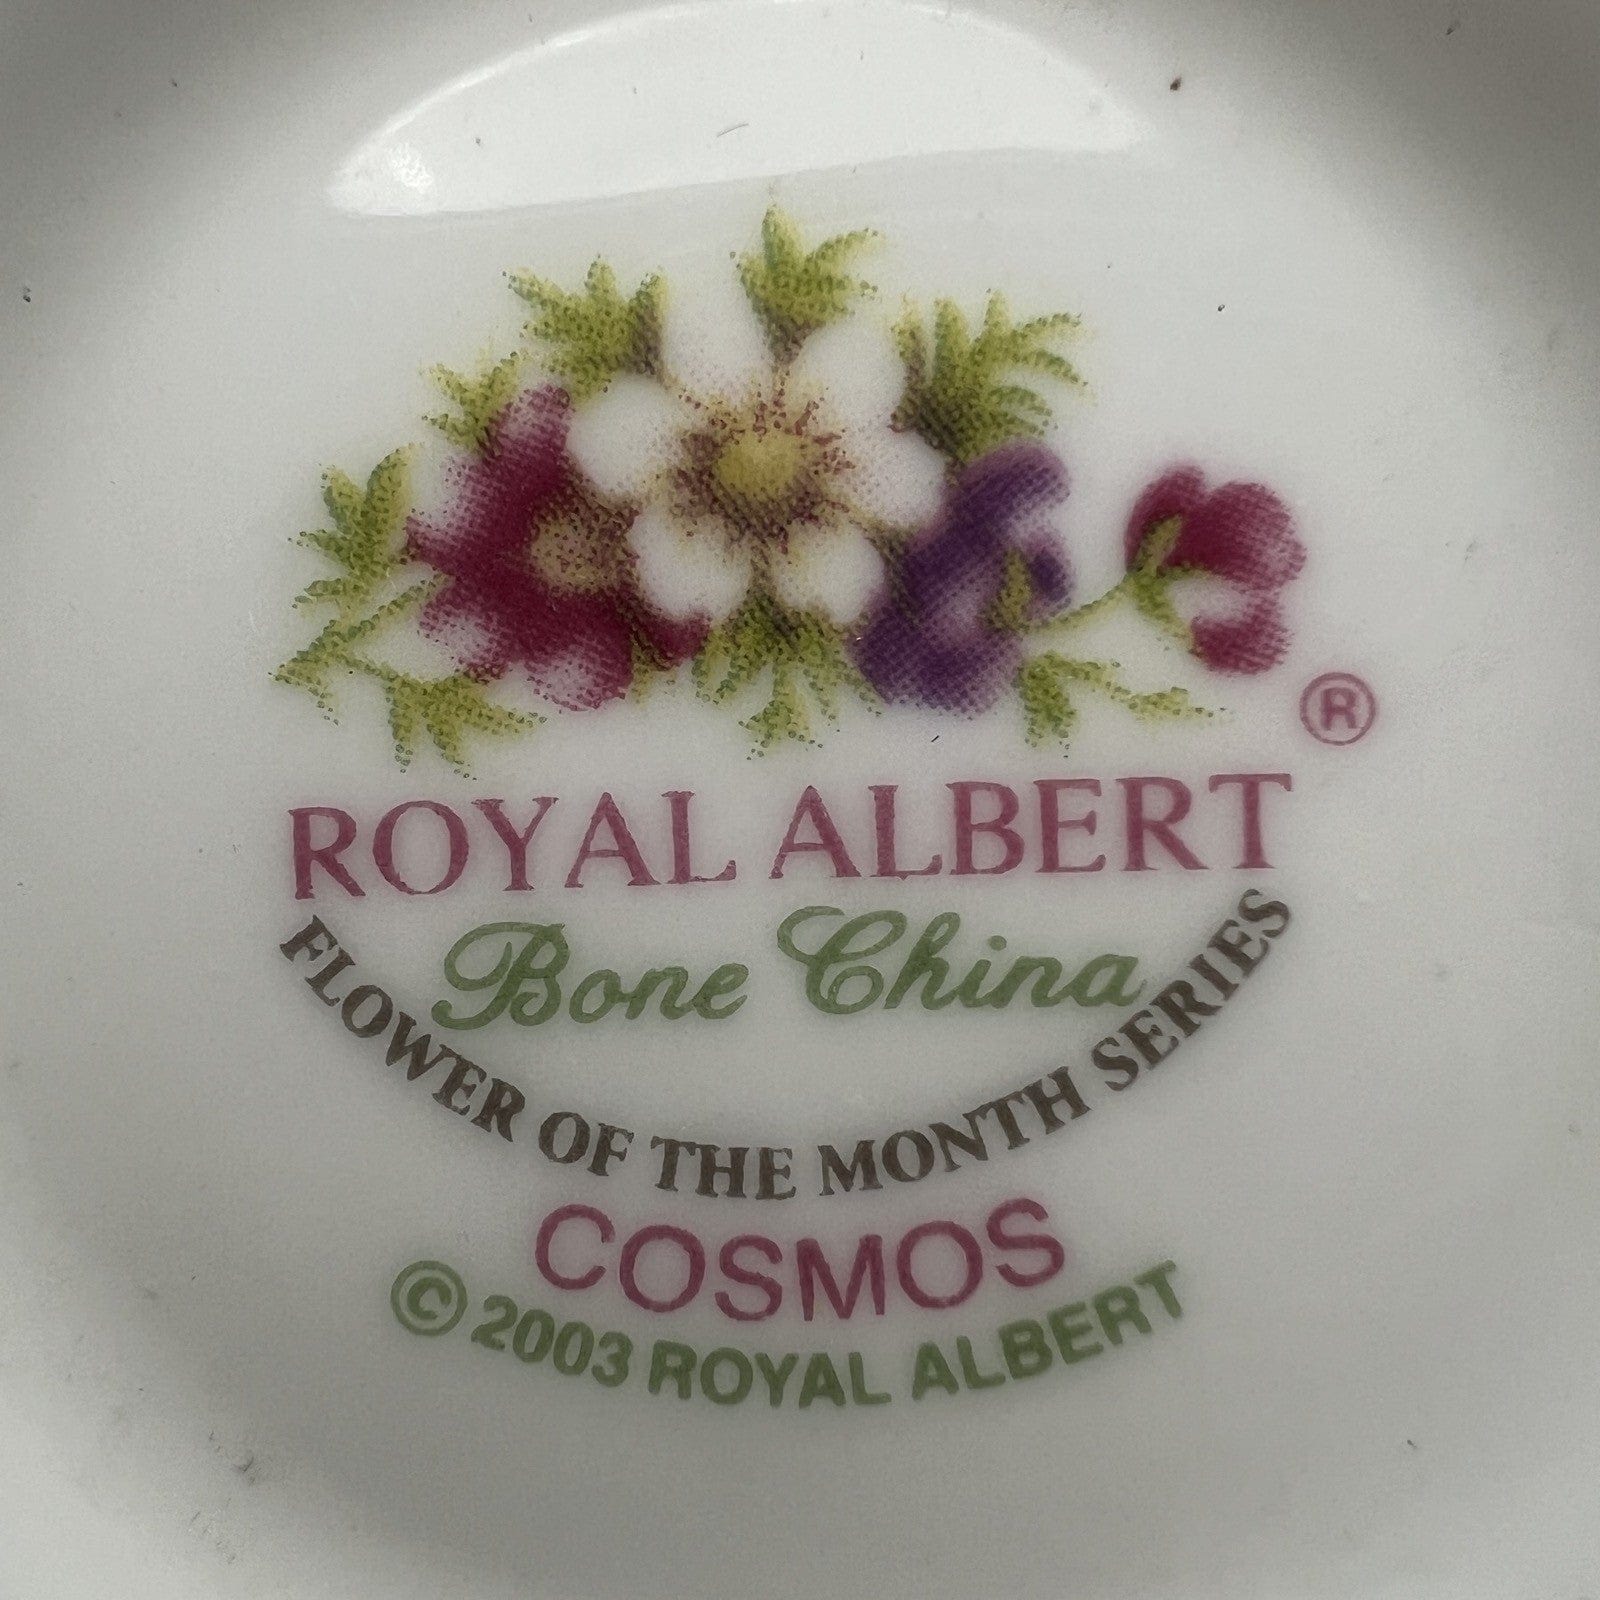 ®
ROYAL ALBERT
Bone China
FLOWER OF THE MONTH SERIES
COSMOS
© 2003 ROYAL ALBERT